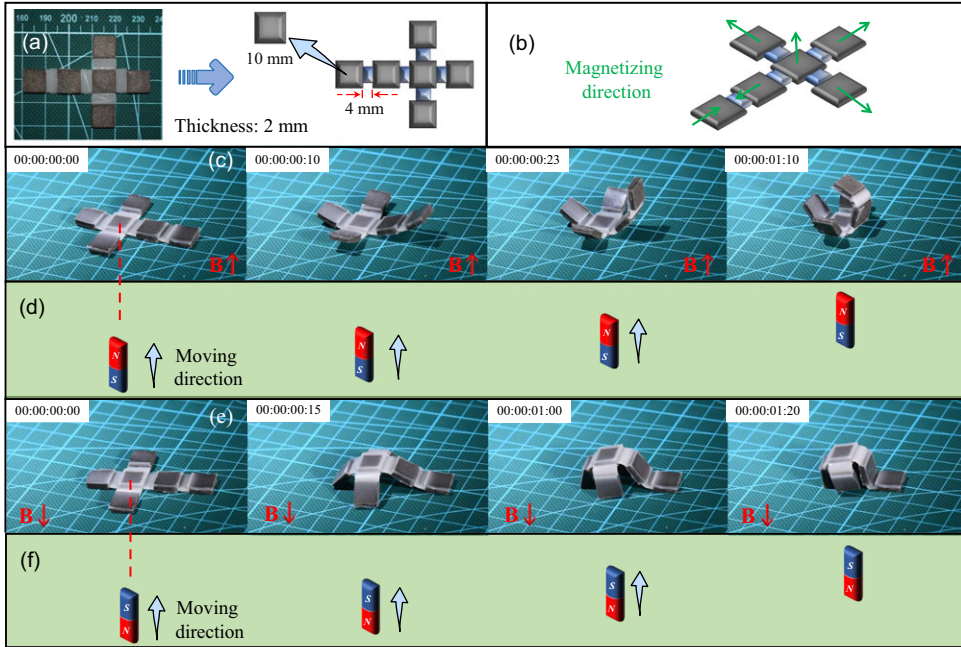 180 190 200 210 220 230 24
(a)
10 mm
4 mm
Thickness: 2 mm
(b)
Magnetizing
direction
00:00:00:00
(c)
00:00:00:10
00:00:00:23
00:00:01:10
B↑
B↑
B↑
B↑
(d)
N
S
Moving
direction
N
S
N
S
N
S
00:00:00:00
(e)
00:00:00:15
00:00:01:00
00:00:01:20
B↓
B↓
B↓
B↓
(f)
S
N
Moving
direction
S
N
S
N
S
N